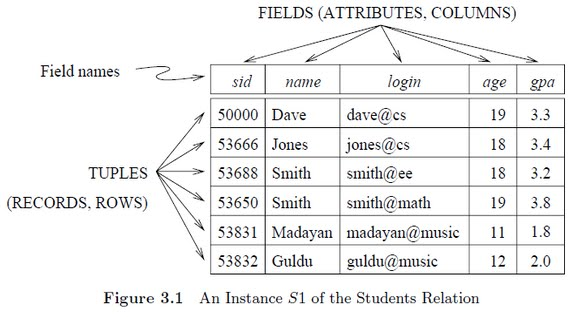 FIELDS (ATTRIBUTES, COLUMNS)
Field names
sid name login age gpa
50000 Dave dave@cs 19 3.3
53666 Jones jones@cs 18 3.4
53688 Smith smith@ee 18 3.2
53650 Smith smith@math 19 3.8
53831 Madayan madayan@music 11 1.8
53832 Guldu guldu@music 12 2.0
TUPLES
(RECORDS, ROWS)
Figure 3.1 An Instance S1 of the Students Relation